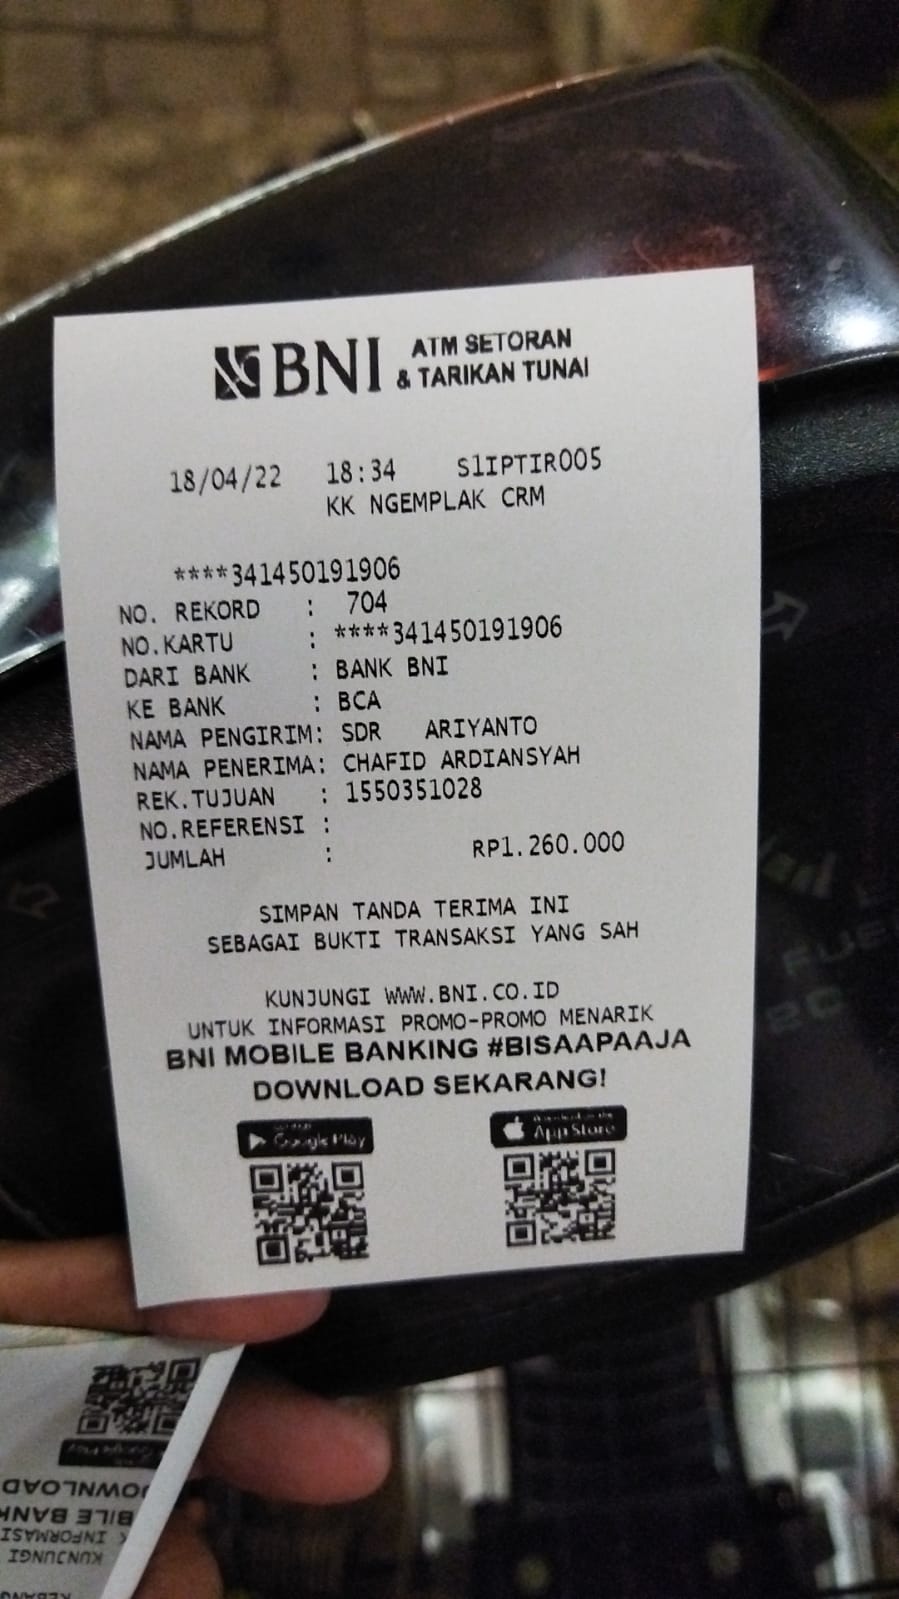 BNI ATM SETORAN
& TARIKAN TUNAI
18/04/22 18:34 S1IPTIR005
KK NGEMPLAK CRM
****341450191906
NO. REKORD : 704
NO.KARTU : ****341450191906
DARI BANK : BANK BNI
KE BANK : BCA
NAMA PENGIRIM: SDR ARIYANTO
NAMA PENERIMA: CHAFID ARDIANSYAH
REK.TUJUAN : 1550351028
NO.REFERENSI :
JUMLAH : RP1.260.000
SIMPAN TANDA TERIMA INI
SEBAGAI BUKTI TRANSAKSI YANG SAH
KUNJUNGI WWW.BNI.CO.ID
UNTUK INFORMASI PROMO-PROMO MENARIK
BNI MOBILE BANKING #BISAAPAAJA
DOWNLOAD SEKARANG!
Google Play
App Store
FUEL
KUNJUNGI
INFORMASI